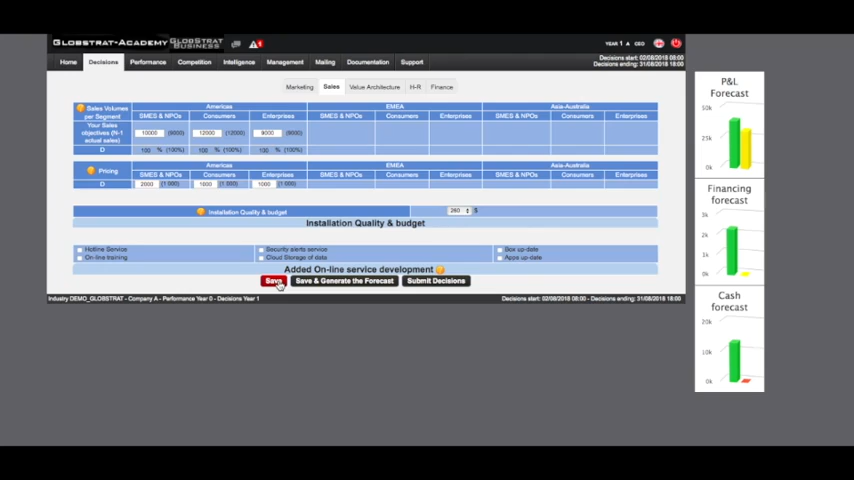 GLOBSTRAT-ACADEMY GLOBSTRAT BUSINESS YEAR 1 A CEO
Home Decisions Performance Competition Intelligence Management Mailing Documentation Support
Decisions start: 02/08/2018 08:00
Decisions ending: 31/08/2018 18:00
Marketing Sales Value Architecture H-R Finance
Sales Volumes per Segment Americas EMEA Asia-Australia
SMES & NPOs Consumers Enterprises SMES & NPOs Consumers Enterprises SMES & NPOs Consumers Enterprises
Your Sales objectives (N-1 actual sales) 10000 12000 (12000) 9000
D 100 % (100%) 100 % (100%) 100 % (100%)
Pricing Americas EMEA Asia-Australia
SMES & NPOs Consumers Enterprises SMES & NPOs Consumers Enterprises SMES & NPOs Consumers Enterprises
D 2000 (1 000) 1000 (1 000) 1000 (1 000)
Installation Quality & budget 260 $
Installation Quality & budget
Hotline Service Security alerts service Box up-date
On-line training Cloud Storage of data Apps up-date
Added On-line service development
Save Save & Generate the Forecast Submit Decisions
Industry DEMO_GLOBSTRAT - Company A - Performance Year 0 - Decisions Year 1 Decisions start: 02/08/2018 08:00 - Decisions ending: 31/08/2018 18:00
P&L
Forecast
50k
25k
0k
Financing
forecast
3k
2k
1k
0k
Cash
forecast
20k
10k
0k